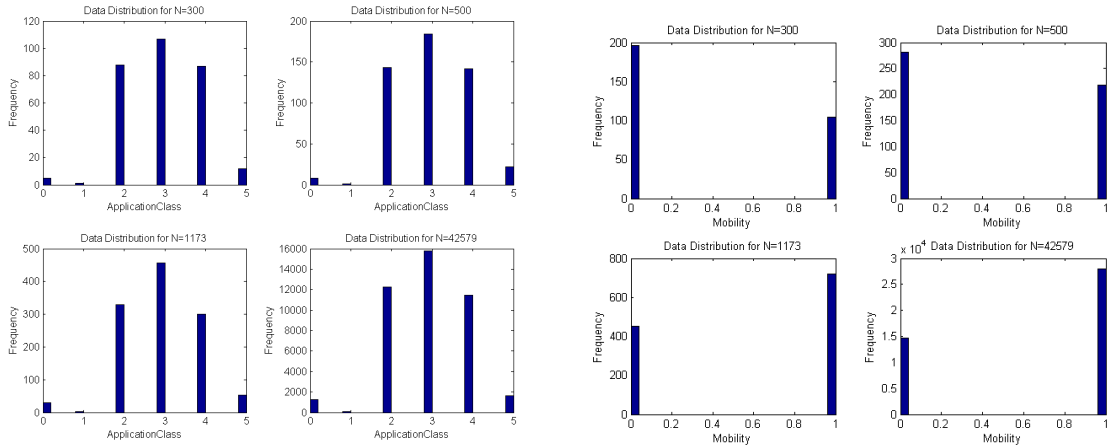 Data Distribution for N=300
120
100
80
60
40
20
0
Frequency
0 1 2 3 4 5
ApplicationClass
Data Distribution for N=500
200
150
100
50
0
Frequency
0 1 2 3 4 5
ApplicationClass
Data Distribution for N=1173
500
400
300
200
100
0
Frequency
0 1 2 3 4 5
ApplicationClass
Data Distribution for N=42579
16000
14000
12000
10000
8000
6000
4000
2000
0
Frequency
0 1 2 3 4 5
ApplicationClass
Data Distribution for N=300
200
150
100
50
0
Frequency
0 0.2 0.4 0.6 0.8 1
Mobility
Data Distribution for N=500
300
250
200
150
100
50
0
Frequency
0 0.2 0.4 0.6 0.8 1
Mobility
Data Distribution for N=1173
800
600
400
200
0
Frequency
0 0.2 0.4 0.6 0.8 1
Mobility
x 10^4 Data Distribution for N=42579
3
2.5
2
1.5
1
0.5
0
Frequency
0 0.2 0.4 0.6 0.8 1
Mobility